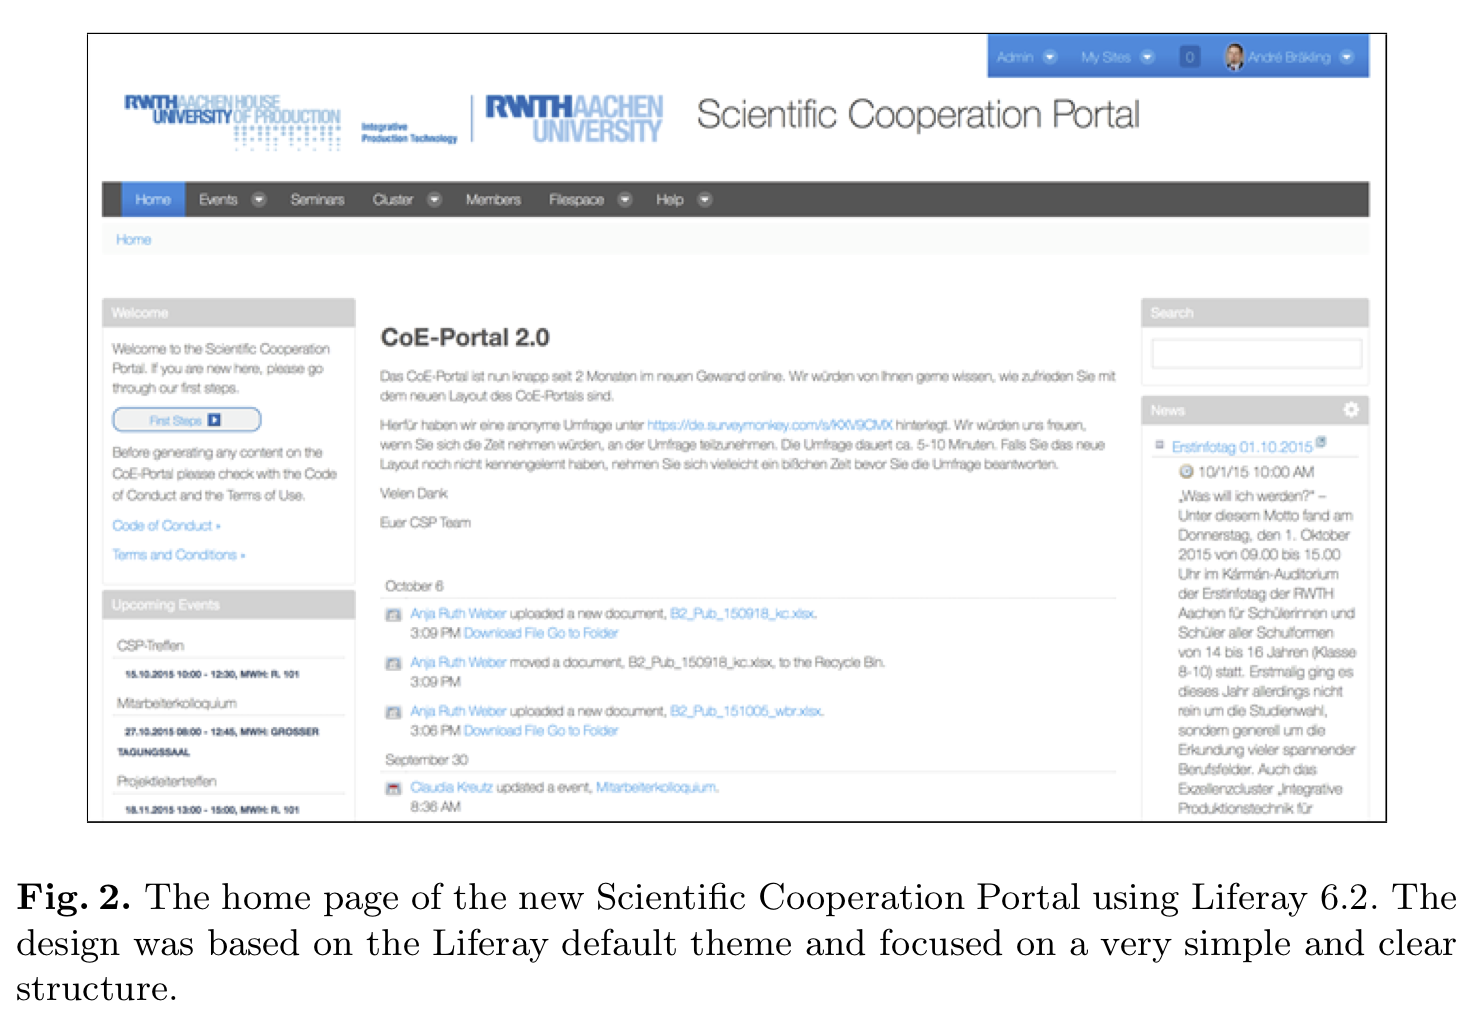 Admin My Sites 0 André Bräkling
RWTHAACHEN HOUSE
UNIVERSITY OF PRODUCTION
Integrative
Production Technology
RWTHAACHEN
UNIVERSITY
Scientific Cooperation Portal
Home Events Seminars Cluster Members Filespace Help
Home
Welcome
Welcome to the Scientific Cooperation
Portal. If you are new here, please go
through our first steps.
First Steps
Before generating any content on the
CoE-Portal please check with the Code
of Conduct and the Terms of Use.
Code of Conduct »
Terms and Conditions »
Upcoming Events
CSP-Treffen
15.10.2015 10:00 - 12:30, MWH: R. 101
Mitarbeiterkolloquium
27.10.2015 08:00 - 12:45, MWH: GROSSER
TAGUNGSSAAL
Projektleitertreffen
18.11.2015 13:00 - 15:00, MWH: R. 101
CoE-Portal 2.0
Das CoE-Portal ist nun knapp seit 2 Monaten im neuen Gewand online. Wir würden von Ihnen gerne wissen, wie zufrieden Sie mit
dem neuen Layout des CoE-Portals sind.
Hierfür haben wir eine anonyme Umfrage unter https://de.surveymonkey.com/s/KXV9CMX hinterlegt. Wir würden uns freuen,
wenn Sie sich die Zeit nehmen würden, an der Umfrage teilzunehmen. Die Umfrage dauert ca. 5-10 Minuten. Falls Sie das neue
Layout noch nicht kennengelernt haben, nehmen Sie sich vieleicht ein bißchen Zeit bevor Sie die Umfrage beantworten.
Vielen Dank
Euer CSP Team
October 6
Anja Ruth Weber uploaded a new document, B2_Pub_150918_kc.xlsx.
3:09 PM Download File Go to Folder
Anja Ruth Weber moved a document, B2_Pub_150918_kc.xlsx, to the Recycle Bin.
3:09 PM
Anja Ruth Weber uploaded a new document, B2_Pub_151005_wbr.xlsx.
3:06 PM Download File Go to Folder
September 30
Claudia Kreutz updated a event, Mitarbeiterkolloquium.
8:36 AM
Search
News
Erstinfotag 01.10.2015
10/1/15 10:00 AM
„Was will ich werden?" –
Unter diesem Motto fand am
Donnerstag, den 1. Oktober
2015 von 09.00 bis 15.00
Uhr im Kármán-Auditorium
der Erstinfotag der RWTH
Aachen für Schülerinnen und
Schüler aller Schulformen
von 14 bis 16 Jahren (Klasse
8-10) statt. Erstmalig ging es
dieses Jahr allerdings nicht
rein um die Studienwahl,
sondern generell um die
Erkundung vieler spannender
Berufsfelder. Auch das
Exzellenzcluster „Integrative
Produktionstechnik für
Fig. 2. The home page of the new Scientific Cooperation Portal using Liferay 6.2. The
design was based on the Liferay default theme and focused on a very simple and clear
structure.